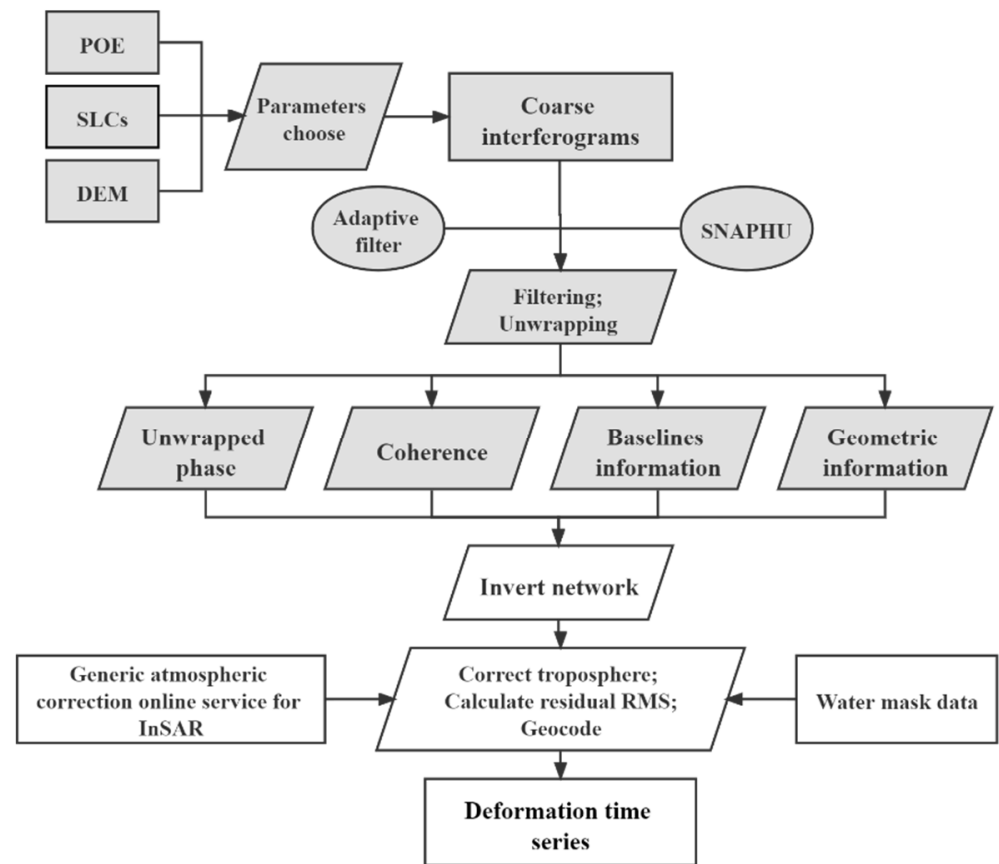 POE
SLCs
DEM
Parameters
choose
Coarse
interferograms
Adaptive
filter
SNAPHU
Filtering;
Unwrapping
Unwrapped
phase
Coherence
Baselines
information
Geometric
information
Invert network
Generic atmospheric
correction online service for
InSAR
Correct troposphere;
Calculate residual RMS;
Geocode
Water mask data
Deformation time
series